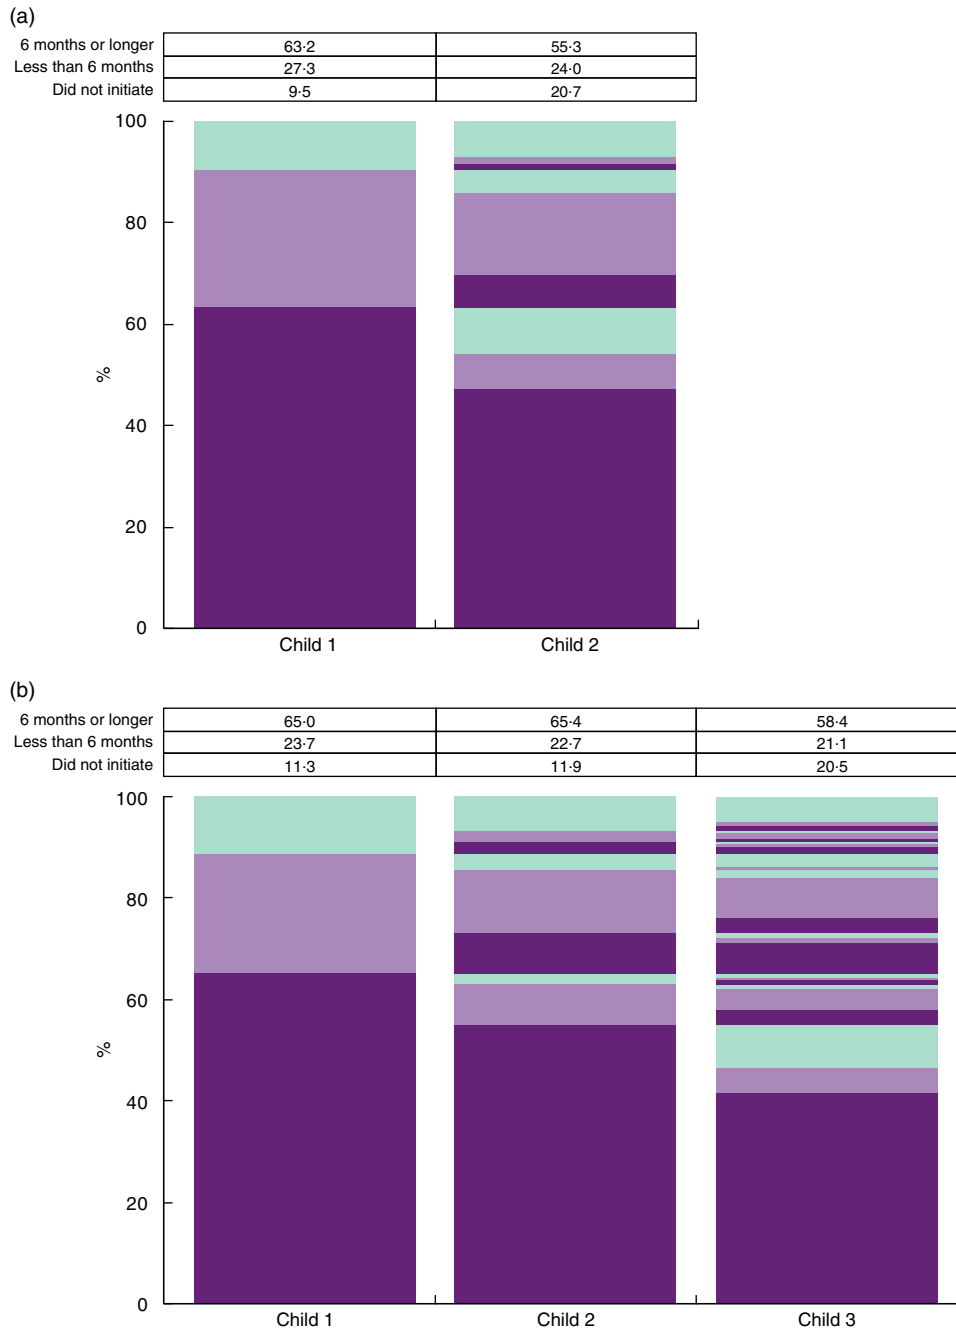 (a)
6 months or longer 63·2 55·3
Less than 6 months 27·3 24·0
Did not initiate 9·5 20·7
100
80
60
%
40
20
0
Child 1 Child 2
(b)
6 months or longer 65·0 65·4 58·4
Less than 6 months 23·7 22·7 21·1
Did not initiate 11·3 11·9 20·5
100
80
60
%
40
20
0
Child 1 Child 2 Child 3